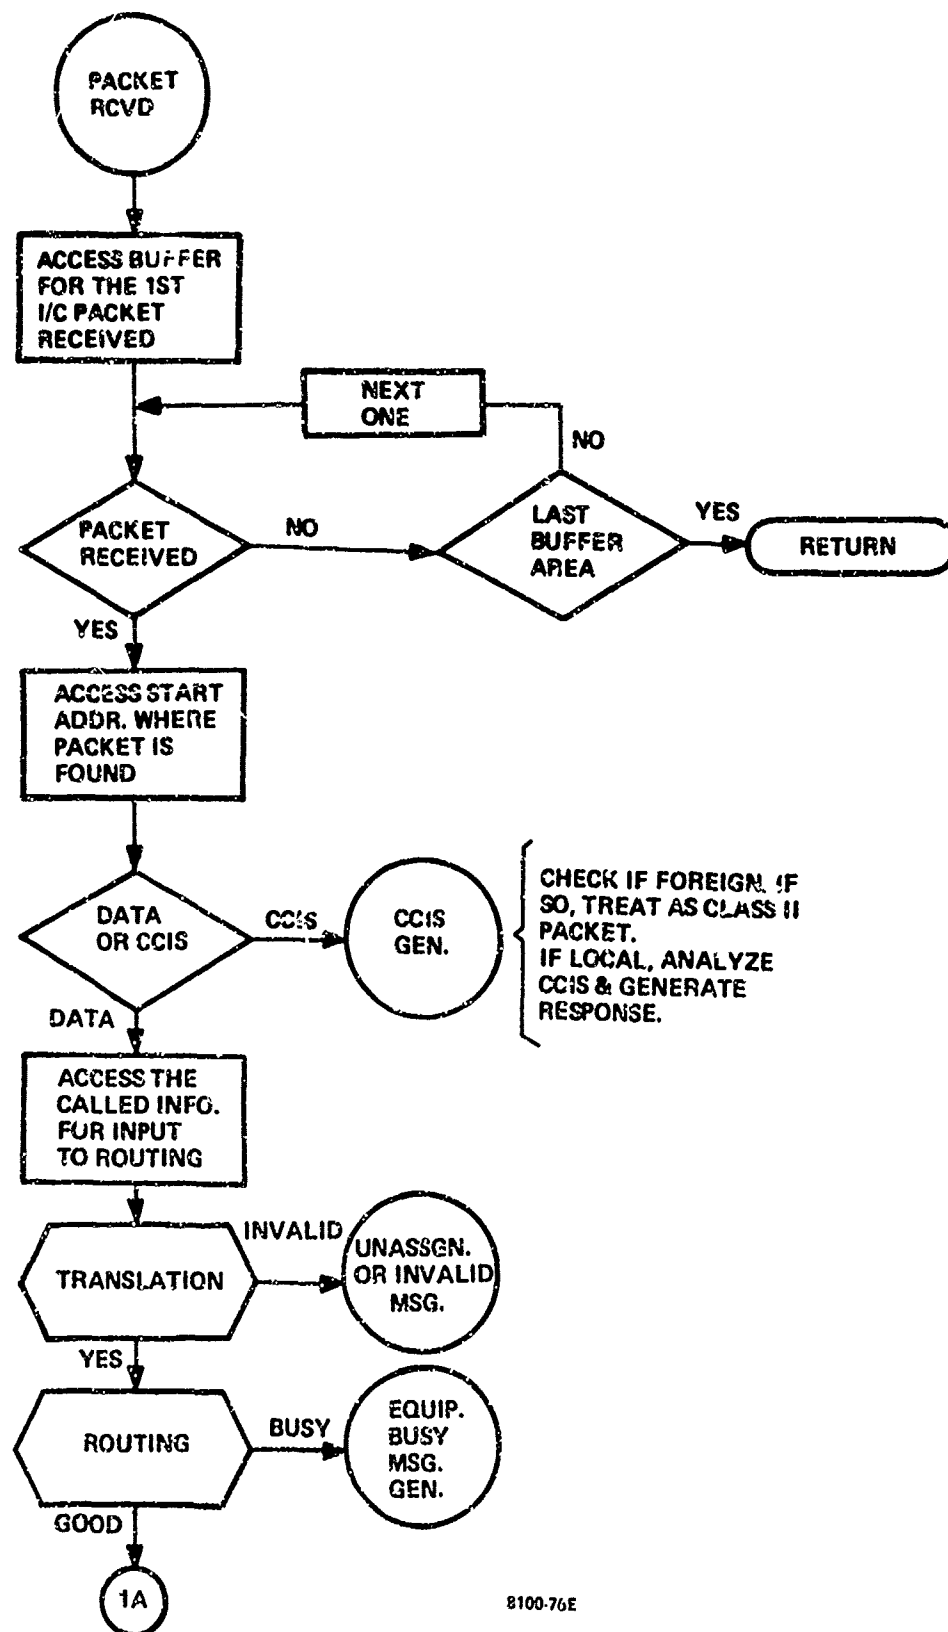 PACKET
RCVD
ACCESS BUFFER
FOR THE 1ST
I/C PACKET
RECEIVED
NEXT
ONE
NO
PACKET
RECEIVED
NO
LAST
BUFFER
AREA
YES
RETURN
YES
ACCESS START
ADDR. WHERE
PACKET IS
FOUND
DATA
OR CCIS
CCIS
CCIS
GEN.
CHECK IF FOREIGN. IF
SO, TREAT AS CLASS II
PACKET.
IF LOCAL, ANALYZE
CCIS & GENERATE
RESPONSE.
DATA
ACCESS THE
CALLED INFO.
FOR INPUT
TO ROUTING
TRANSLATION
INVALID
UNASSGN.
OR INVALID
MSG.
YES
ROUTING
BUSY
EQUIP.
BUSY
MSG.
GEN.
GOOD
1A
8100-76E